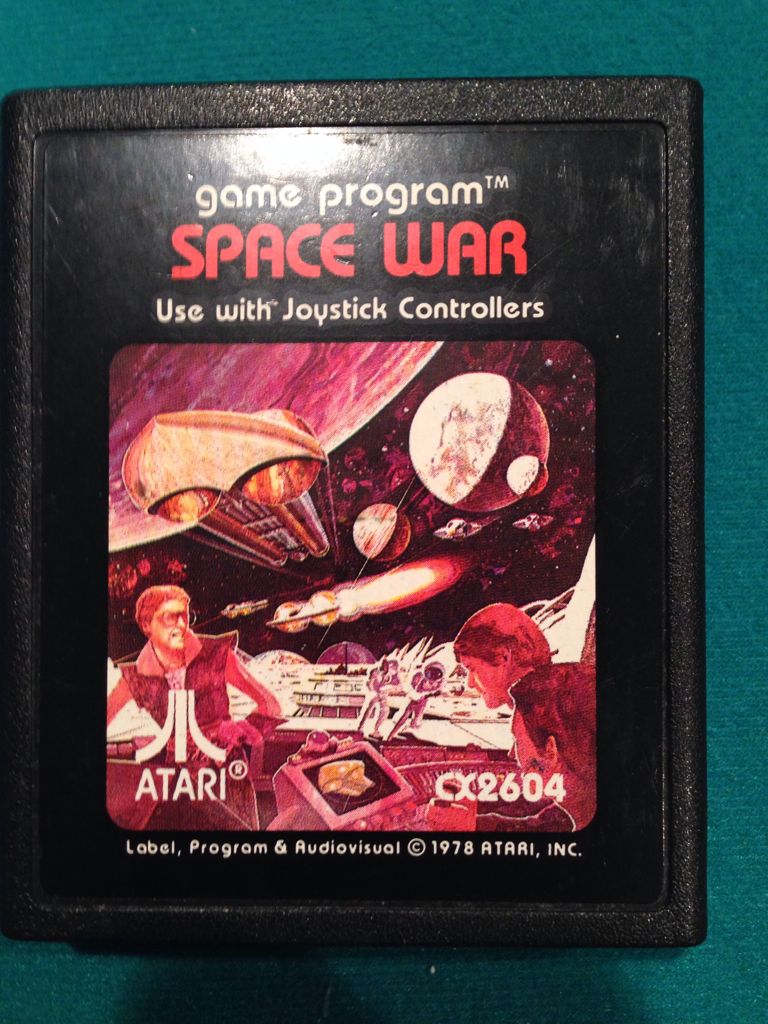 game program™
SPACE WAR
Use with Joystick Controllers
ATARI®
CX2604
Label, Program & Audiovisual © 1978 ATARI, INC.